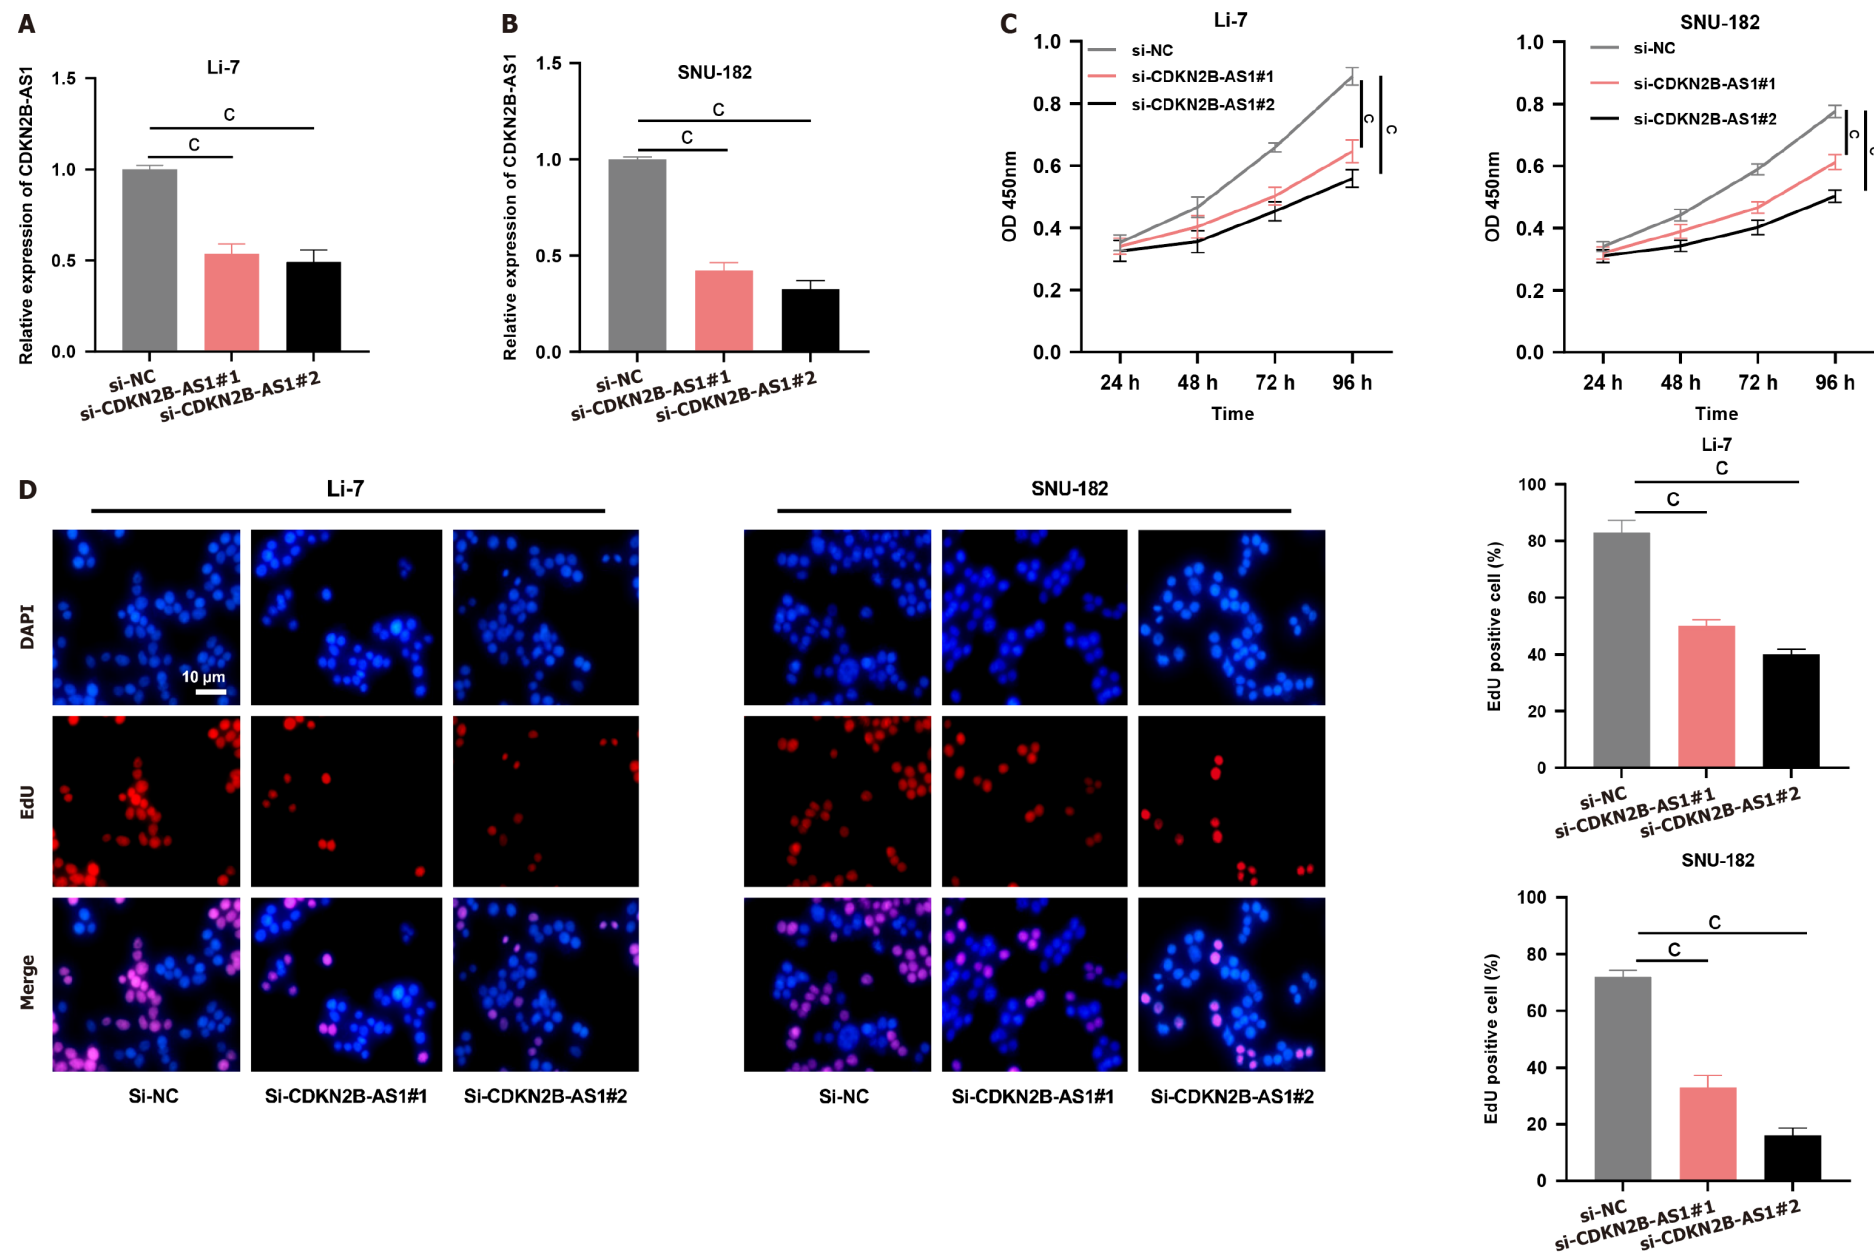 A
Li-7
Relative expression of CDKN2B-AS1
1.5
1.0
0.5
0.0
C
C
si-NC
si-CDKN2B-AS1#1
si-CDKN2B-AS1#2
B
SNU-182
Relative expression of CDKN2B-AS1
1.5
1.0
0.5
0.0
C
C
si-NC
si-CDKN2B-AS1#1
si-CDKN2B-AS1#2
C
Li-7
si-NC
si-CDKN2B-AS1#1
si-CDKN2B-AS1#2
OD 450nm
1.0
0.8
0.6
0.4
0.2
0.0
C
C
24 h 48 h 72 h 96 h
Time
SNU-182
si-NC
si-CDKN2B-AS1#1
si-CDKN2B-AS1#2
OD 450nm
1.0
0.8
0.6
0.4
0.2
0.0
C
24 h 48 h 72 h 96 h
Time
D
Li-7
SNU-182
DAPI
10 μm
EdU
Merge
Si-NC Si-CDKN2B-AS1#1 Si-CDKN2B-AS1#2
Si-NC Si-CDKN2B-AS1#1 Si-CDKN2B-AS1#2
Li-7
EdU positive cell (%)
100
80
60
40
20
0
C
C
si-NC
si-CDKN2B-AS1#1
si-CDKN2B-AS1#2
SNU-182
EdU positive cell (%)
100
80
60
40
20
0
C
C
si-NC
si-CDKN2B-AS1#1
si-CDKN2B-AS1#2